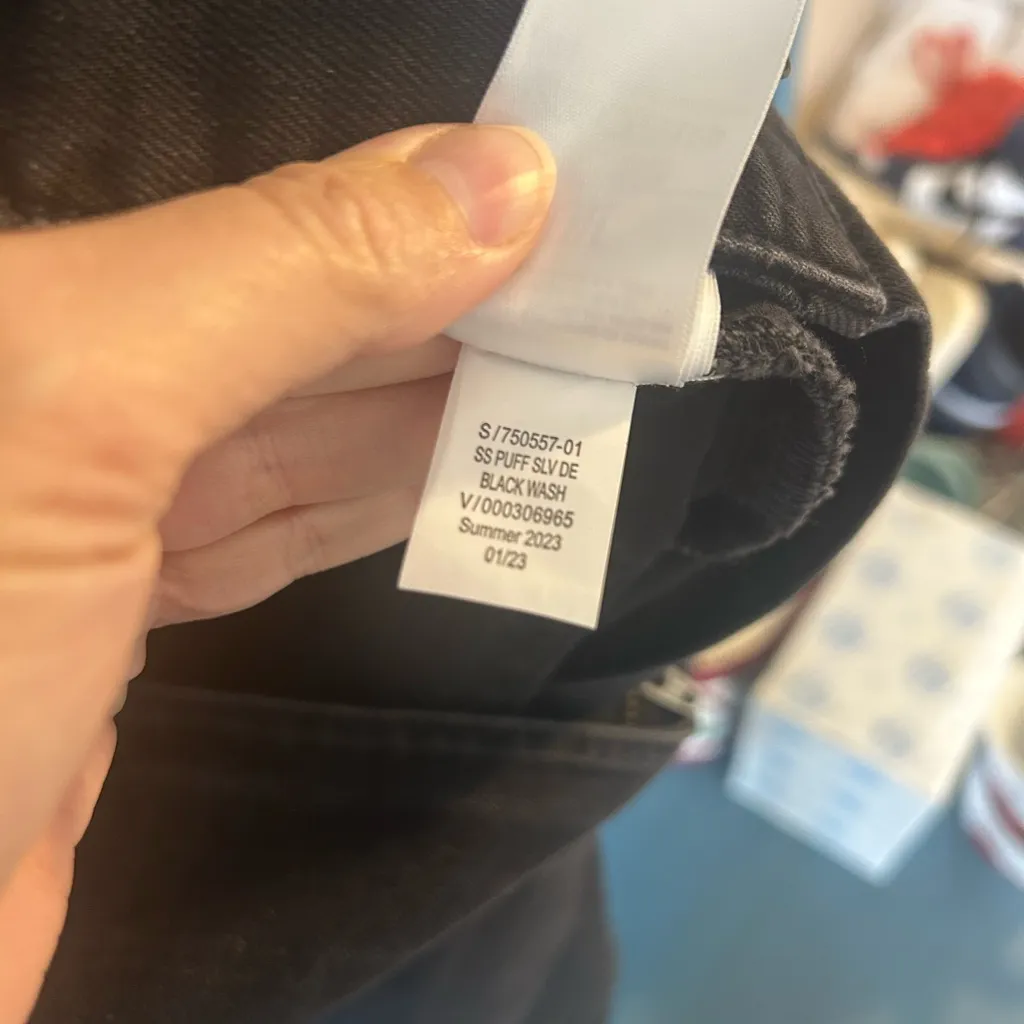 S/750557-01
SS PUFF SLV DE
BLACK WASH
V/000306965
Summer 2023
01/23